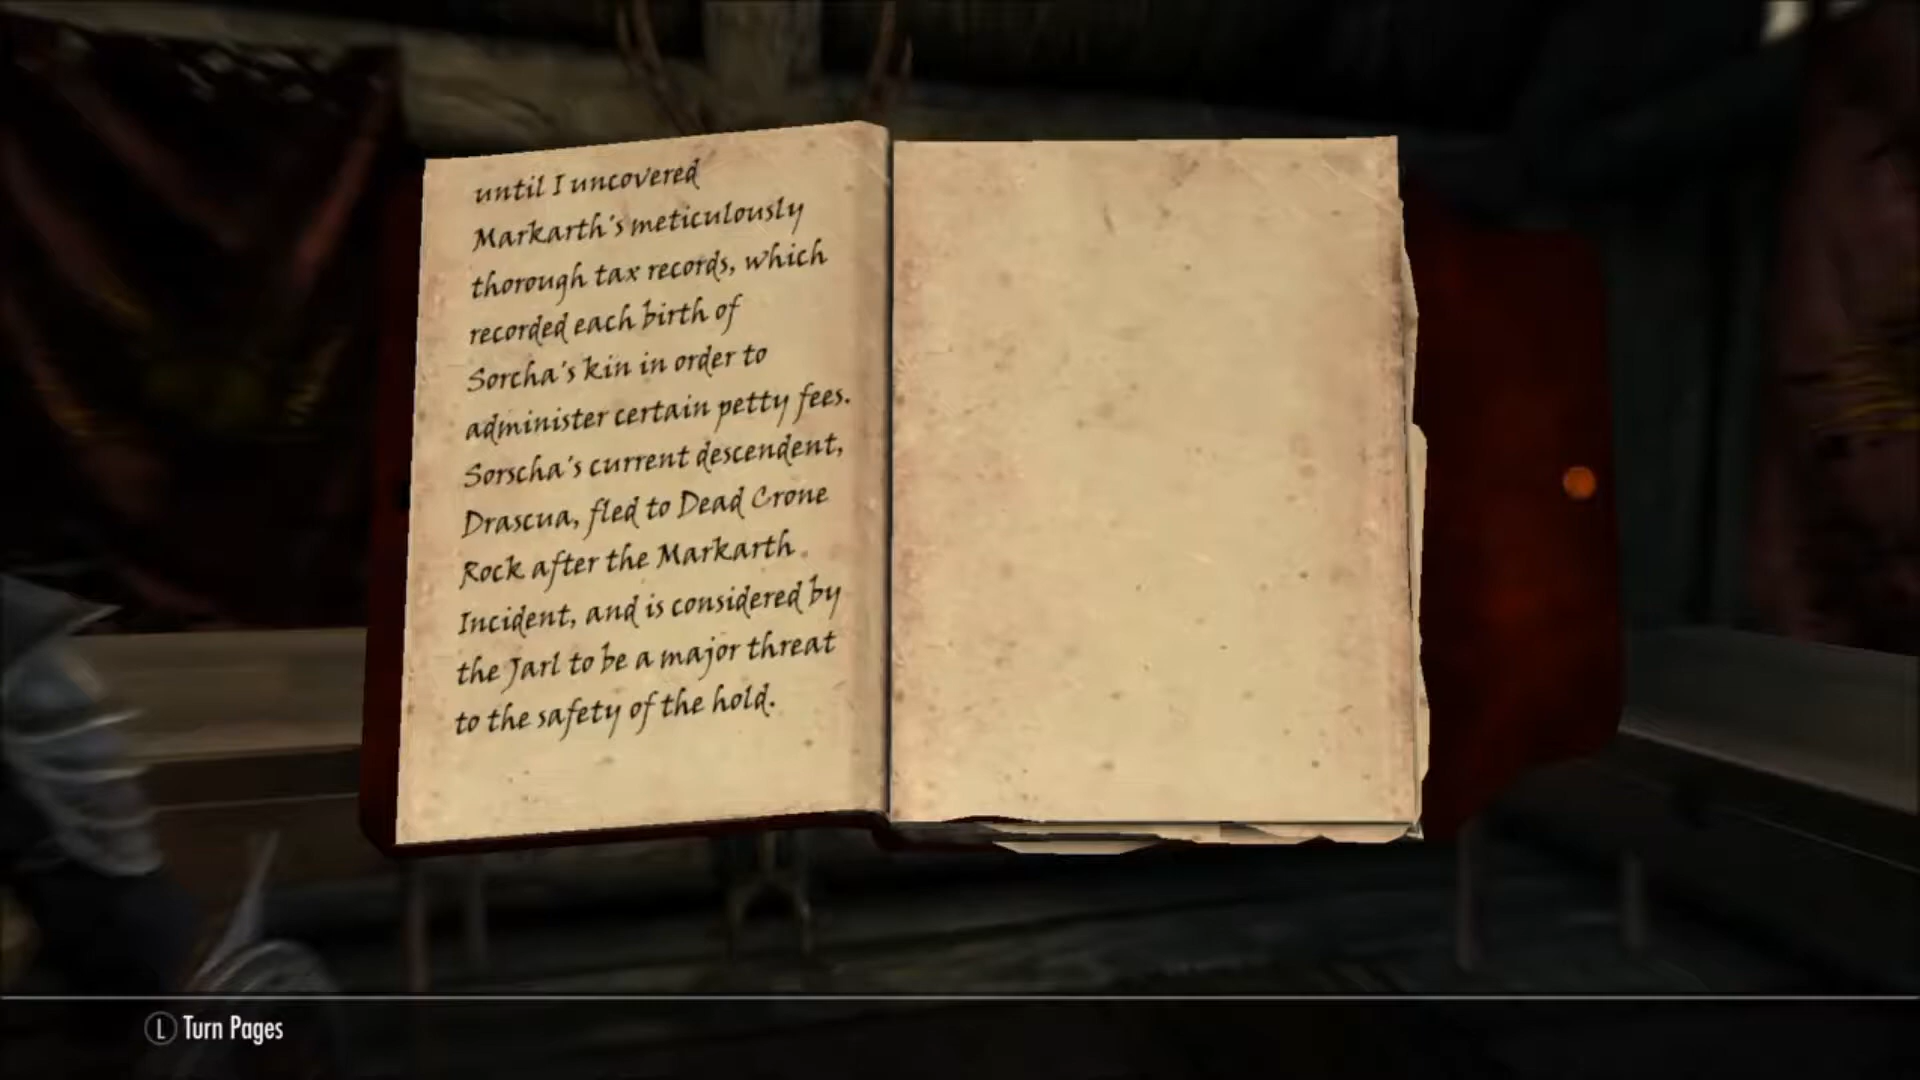 until I uncovered
Markarth's meticulously
thorough tax records, which
recorded each birth of
Sorcha's kin in order to
administer certain petty fees.
Sorscha's current descendent,
Drascua, fled to Dead Crone
Rock after the Markarth
Incident, and is considered by
the Jarl to be a major threat
to the safety of the hold.
L Turn Pages